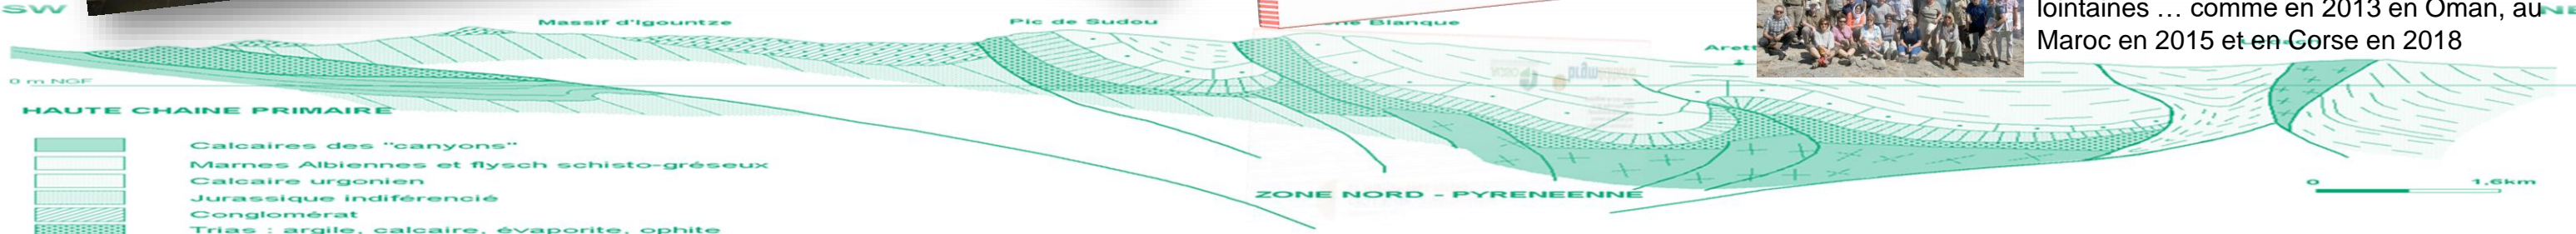 SW
lointaines … comme en 2013 en Oman, au
Maroc en 2015 et en Corse en 2018
Massif d'Igountze
Pic de Sudou
Blanque
0 m NGF
HAUTE CHAINE PRIMAIRE
Calcaires des "canyons"
Marnes Albiennes et flysch schisto-gréseux
Calcaire urgonien
Jurassique indiférencié
Conglomérat
Trias : argile, calcaire, évaporite, ophite
ZONE NORD - PYRENEENNE
0 1,6km